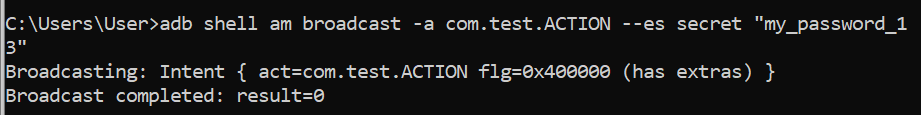 C:\Users\User>adb shell am broadcast -a com.test.ACTION --es secret "my_password_1
3"
Broadcasting: Intent { act=com.test.ACTION flg=0x400000 (has extras) }
Broadcast completed: result=0